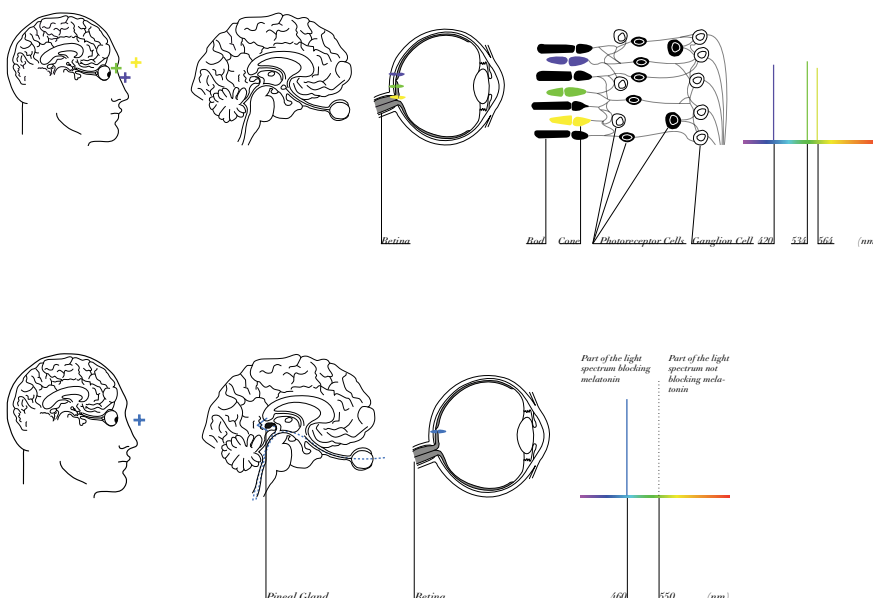 Retina
Rod
Cone
Photoreceptor Cells
Ganglion Cell
420
534
564
(nm
Part of the light
spectrum blocking
melatonin
Part of the light
spectrum not
blocking mela-
tonin
Pineal Gland
Retina
460
550
(nm)